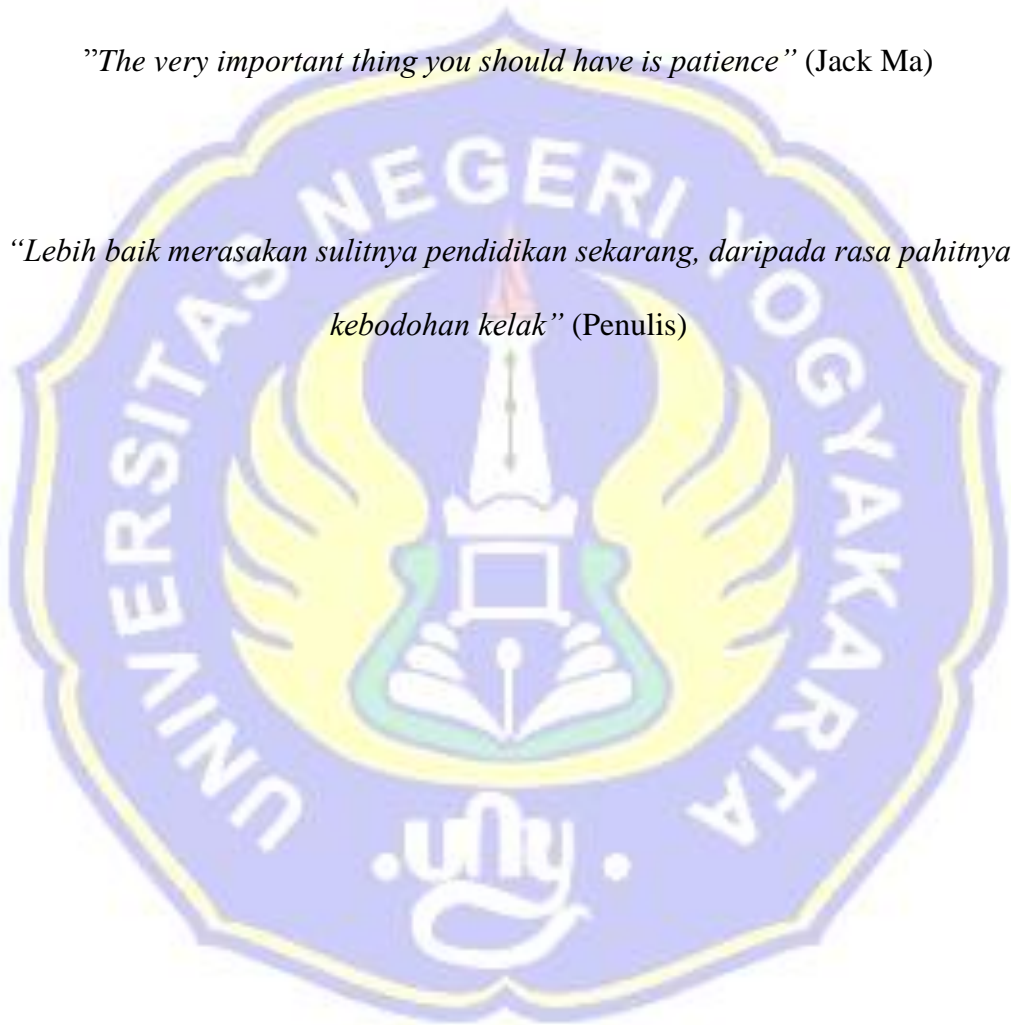 ”The very important thing you should have is patience” (Jack Ma)
“Lebih baik merasakan sulitnya pendidikan sekarang, daripada rasa pahitnya
kebodohan kelak” (Penulis)
UNIVERSITAS NEGERI YOGYAKARTA
uny